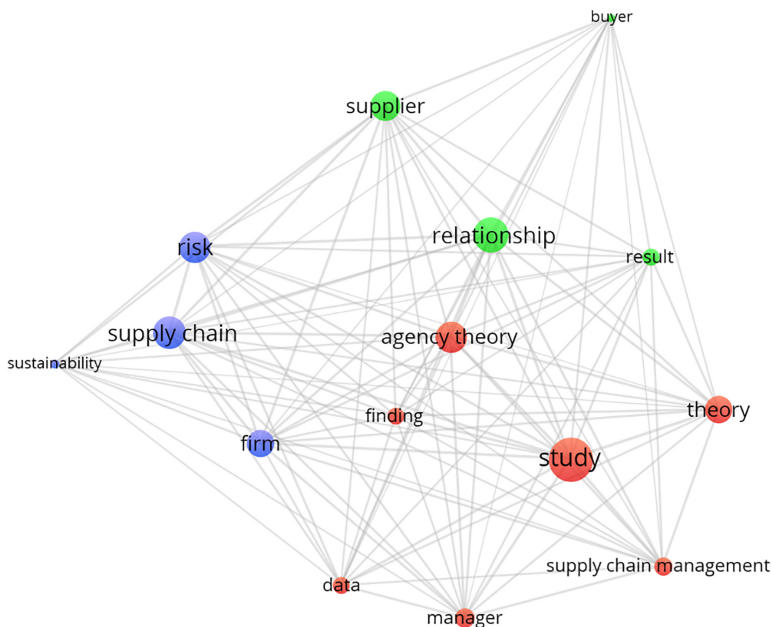 buyer
supplier
relationship
risk
result
supply chain
agency theory
sustainability
theory
finding
firm
study
supply chain management
data
manager